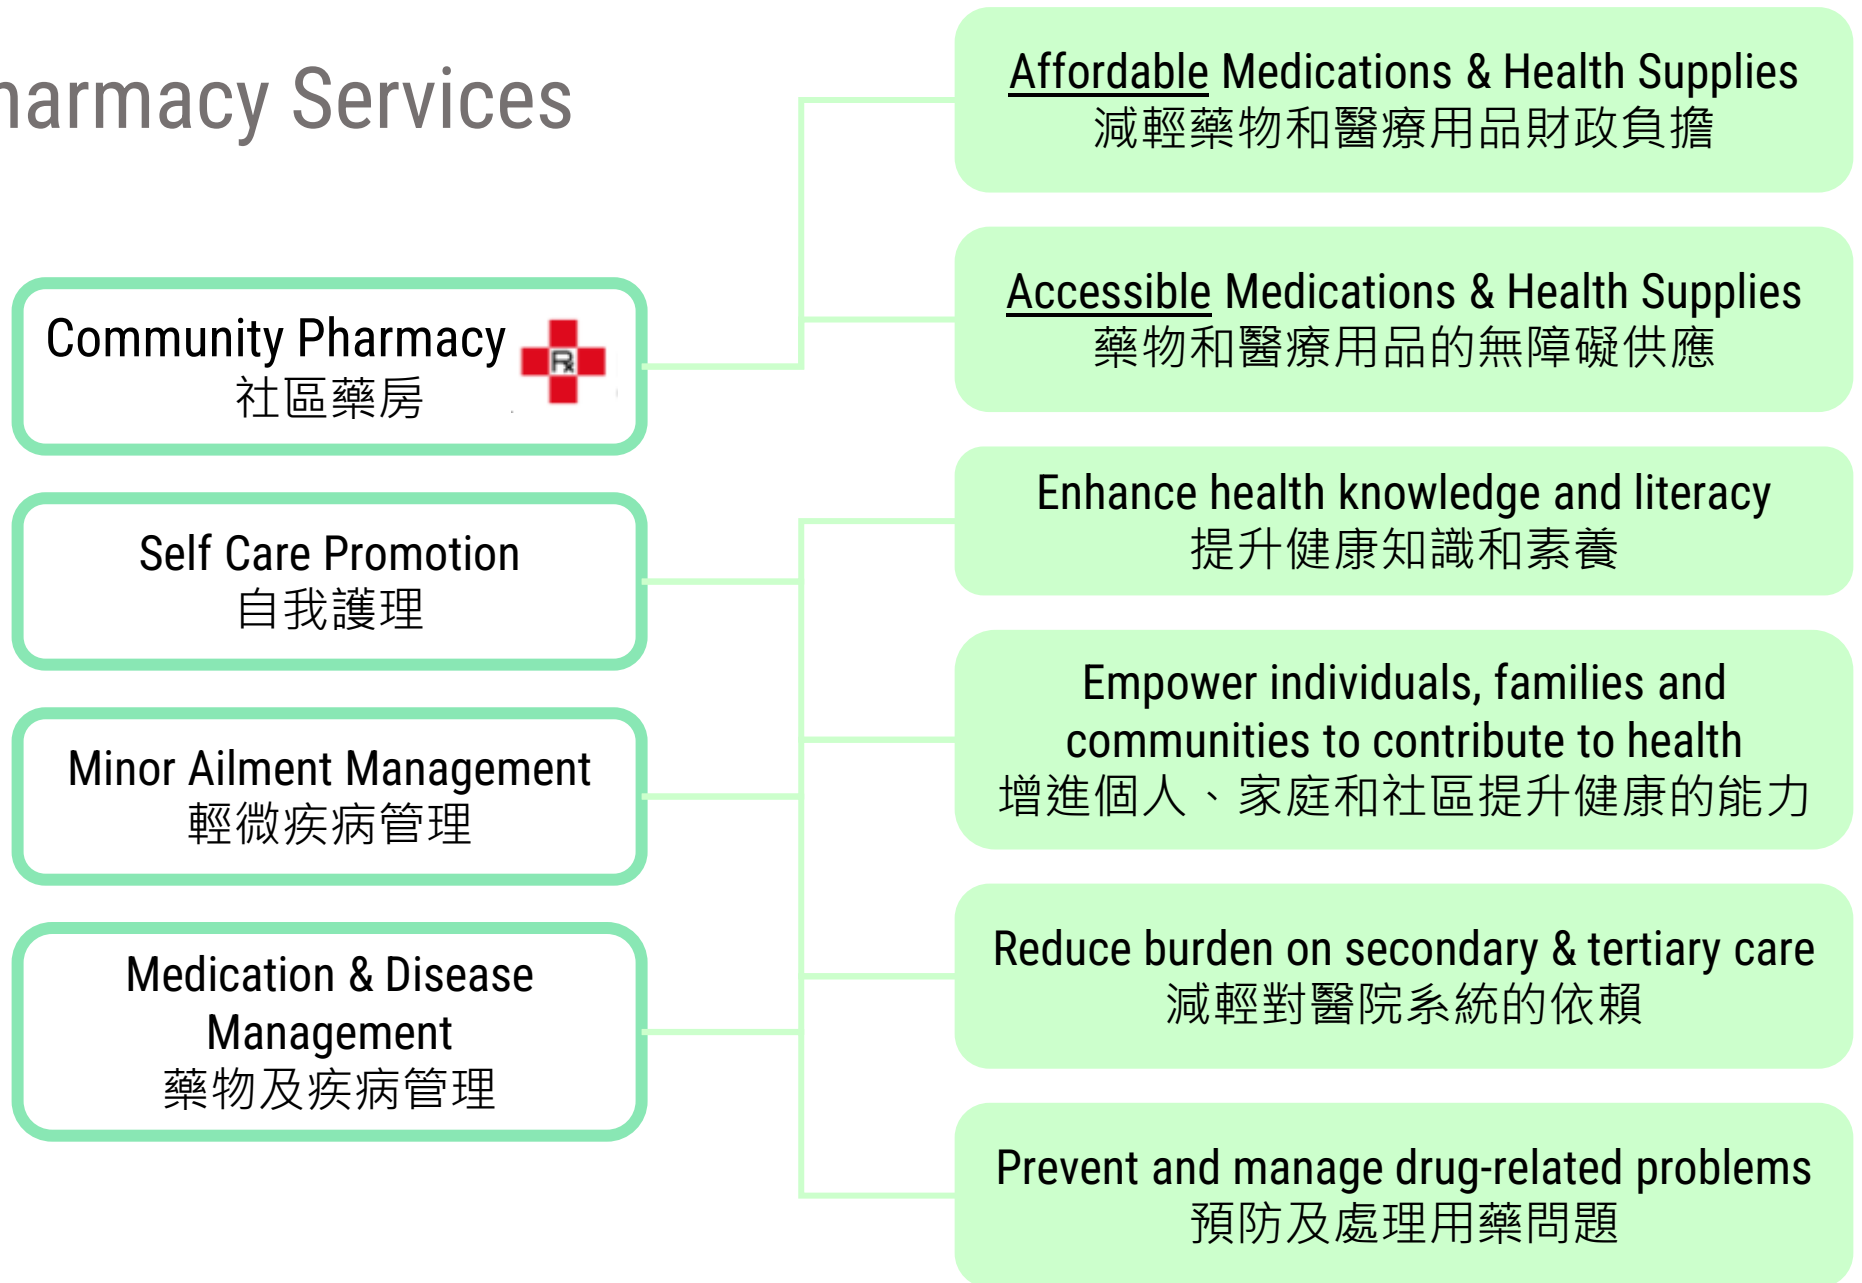 harmacy Services
Community Pharmacy
社區藥房
Rx
Self Care Promotion
自我護理
Minor Ailment Management
輕微疾病管理
Medication & Disease
Management
藥物及疾病管理
Affordable Medications & Health Supplies
減輕藥物和醫療用品財政負擔
Accessible Medications & Health Supplies
藥物和醫療用品的無障礙供應
Enhance health knowledge and literacy
提升健康知識和素養
Empower individuals, families and
communities to contribute to health
增進個人、家庭和社區提升健康的能力
Reduce burden on secondary & tertiary care
減輕對醫院系統的依賴
Prevent and manage drug-related problems
預防及處理用藥問題